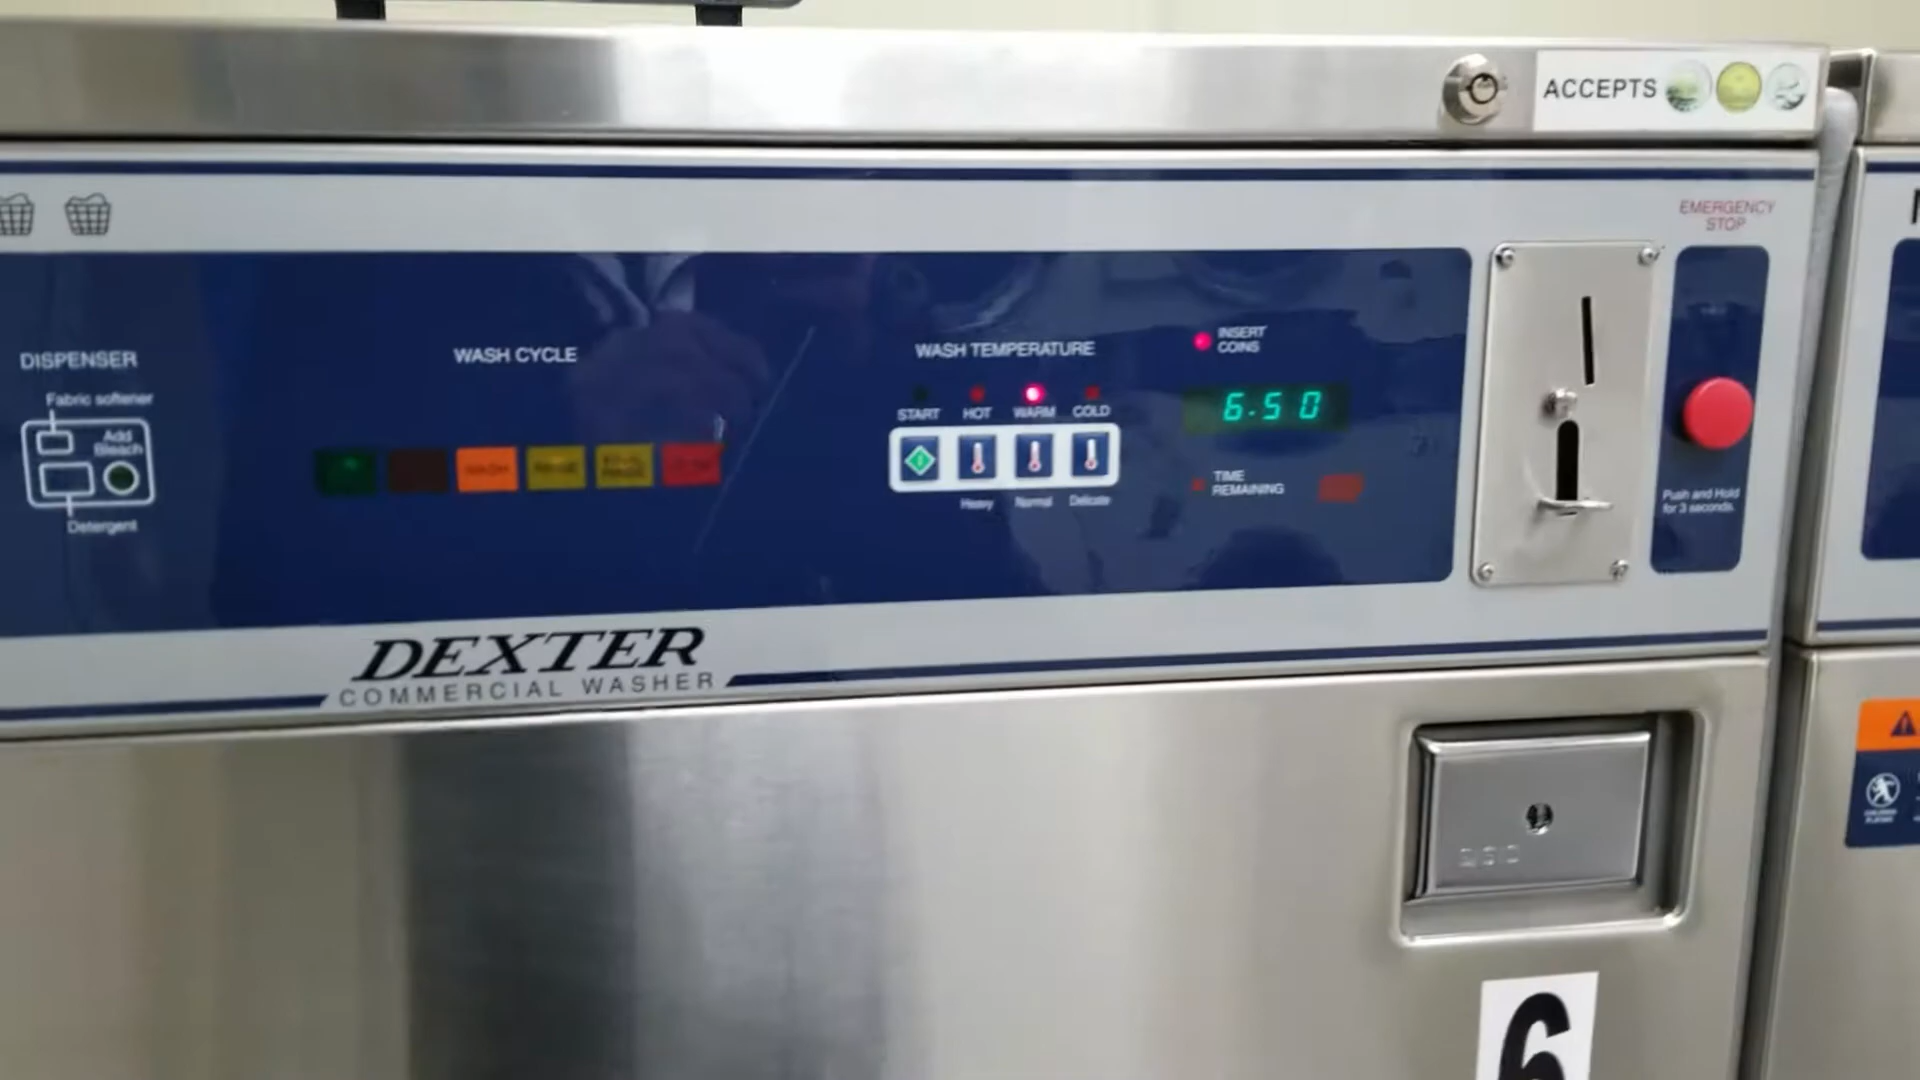 ACCEPTS
EMERGENCY
STOP
DISPENSER
Fabric softener
Add
Bleach
Detergent
WASH CYCLE
WASH TEMPERATURE
START HOT WARM COLD
Heavy Normal Delicate
INSERT
COINS
6.50
TIME
REMAINING
Push and Hold
for 3 seconds.
DEXTER
COMMERCIAL WASHER
6